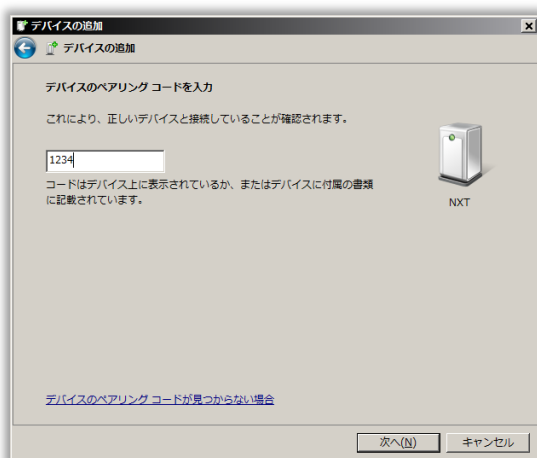 デバイスの追加
デバイスの追加
デバイスのペアリング コードを入力
これにより、正しいデバイスと接続していることが確認されます。
1234
コードはデバイス上に表示されているか、またはデバイスに付属の書類
に記載されています。
NXT
デバイスのペアリング コードが見つからない場合
次へ(N)
キャンセル